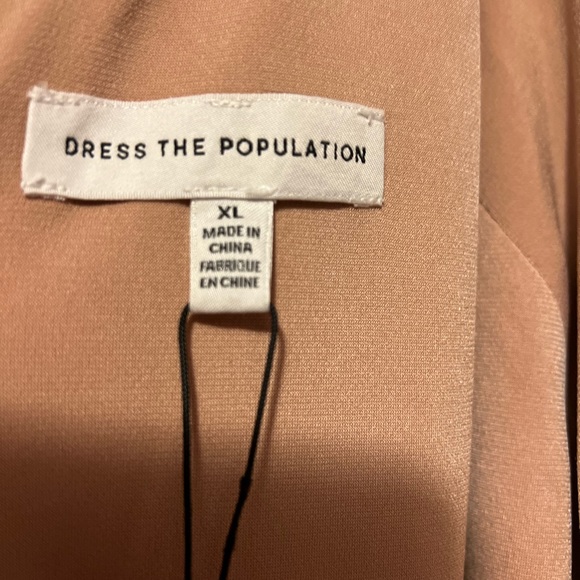 DRESS THE POPULATION
XL
MADE IN
CHINA
FABRIQUE
EN CHINE